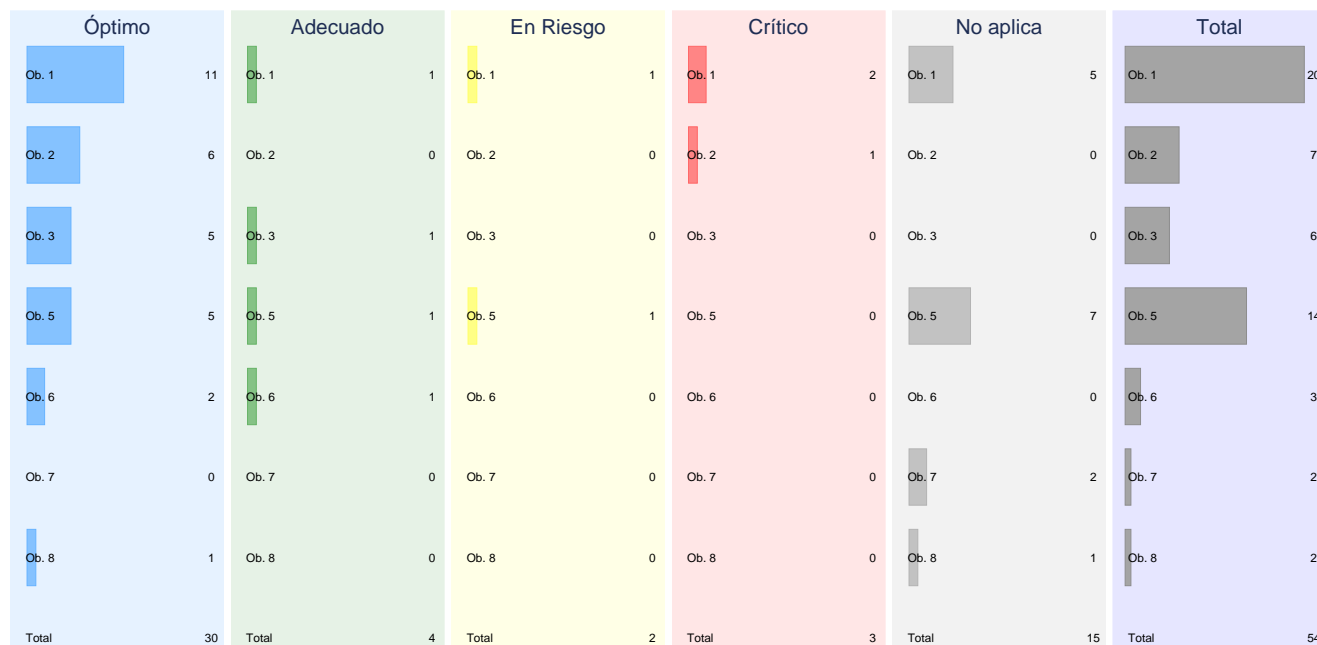 Óptimo Adecuado En Riesgo Crítico No aplica Total
Ob. 1 11 Ob. 1 1 Ob. 1 1 Ob. 1 2 Ob. 1 5 Ob. 1 20
Ob. 2 6 Ob. 2 0 Ob. 2 0 Ob. 2 1 Ob. 2 0 Ob. 2 7
Ob. 3 5 Ob. 3 1 Ob. 3 0 Ob. 3 0 Ob. 3 0 Ob. 3 6
Ob. 5 5 Ob. 5 1 Ob. 5 1 Ob. 5 0 Ob. 5 7 Ob. 5 14
Ob. 6 2 Ob. 6 1 Ob. 6 0 Ob. 6 0 Ob. 6 0 Ob. 6 3
Ob. 7 0 Ob. 7 0 Ob. 7 0 Ob. 7 0 Ob. 7 2 Ob. 7 2
Ob. 8 1 Ob. 8 0 Ob. 8 0 Ob. 8 0 Ob. 8 1 Ob. 8 2
Total 30 Total 4 Total 2 Total 3 Total 15 Total 54